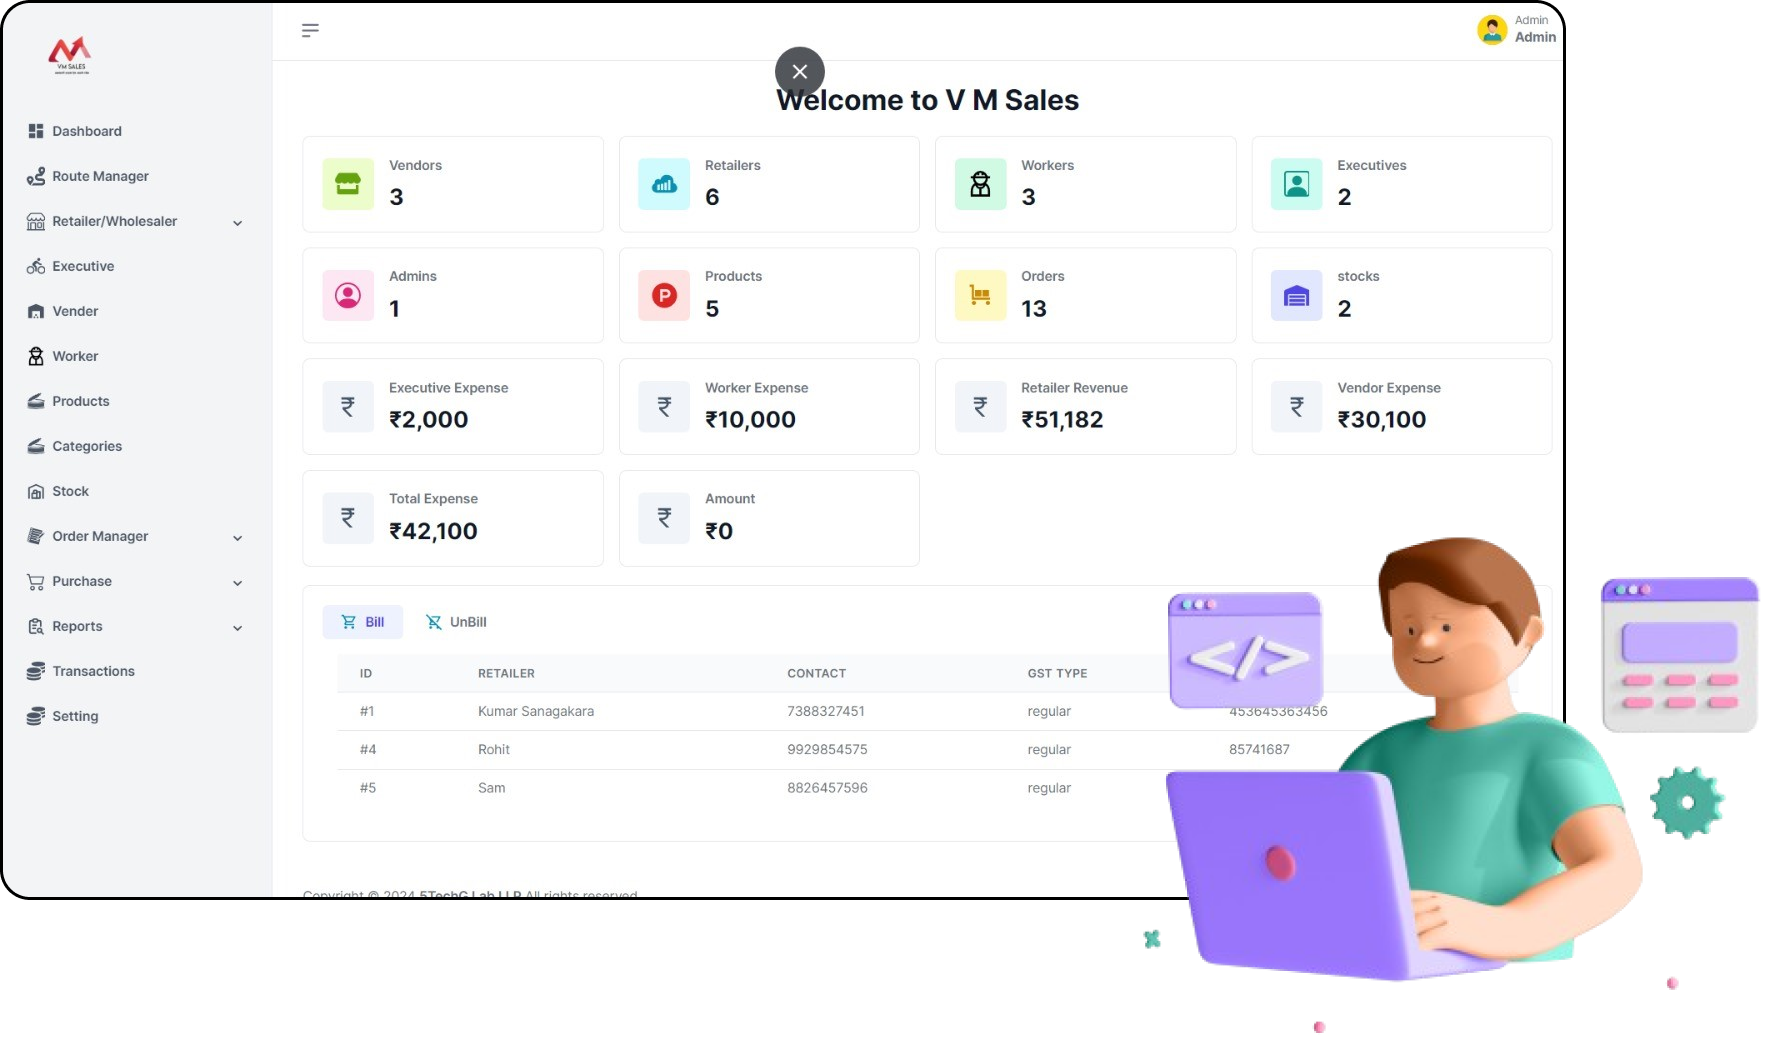 Admin
Admin
VM SALES
Welcome to V M Sales
Dashboard
Route Manager
Retailer/Wholesaler
Executive
Vender
Worker
Products
Categories
Stock
Order Manager
Purchase
Reports
Transactions
Setting
Vendors
3
Retailers
6
Workers
3
Executives
2
Admins
1
Products
5
P
Orders
13
stocks
2
₹
Executive Expense
₹2,000
₹
Worker Expense
₹10,000
₹
Retailer Revenue
₹51,182
₹
Vendor Expense
₹30,100
₹
Total Expense
₹42,100
₹
Amount
₹0
Bill UnBill
ID RETAILER CONTACT GST TYPE
#1 Kumar Sanagakara 7388327451 regular 453645363456
#4 Rohit 9929854575 regular 85741687
#5 Sam 8826457596 regular
</>
Copyright © 2024 5TechG Lab LLP All rights reserved